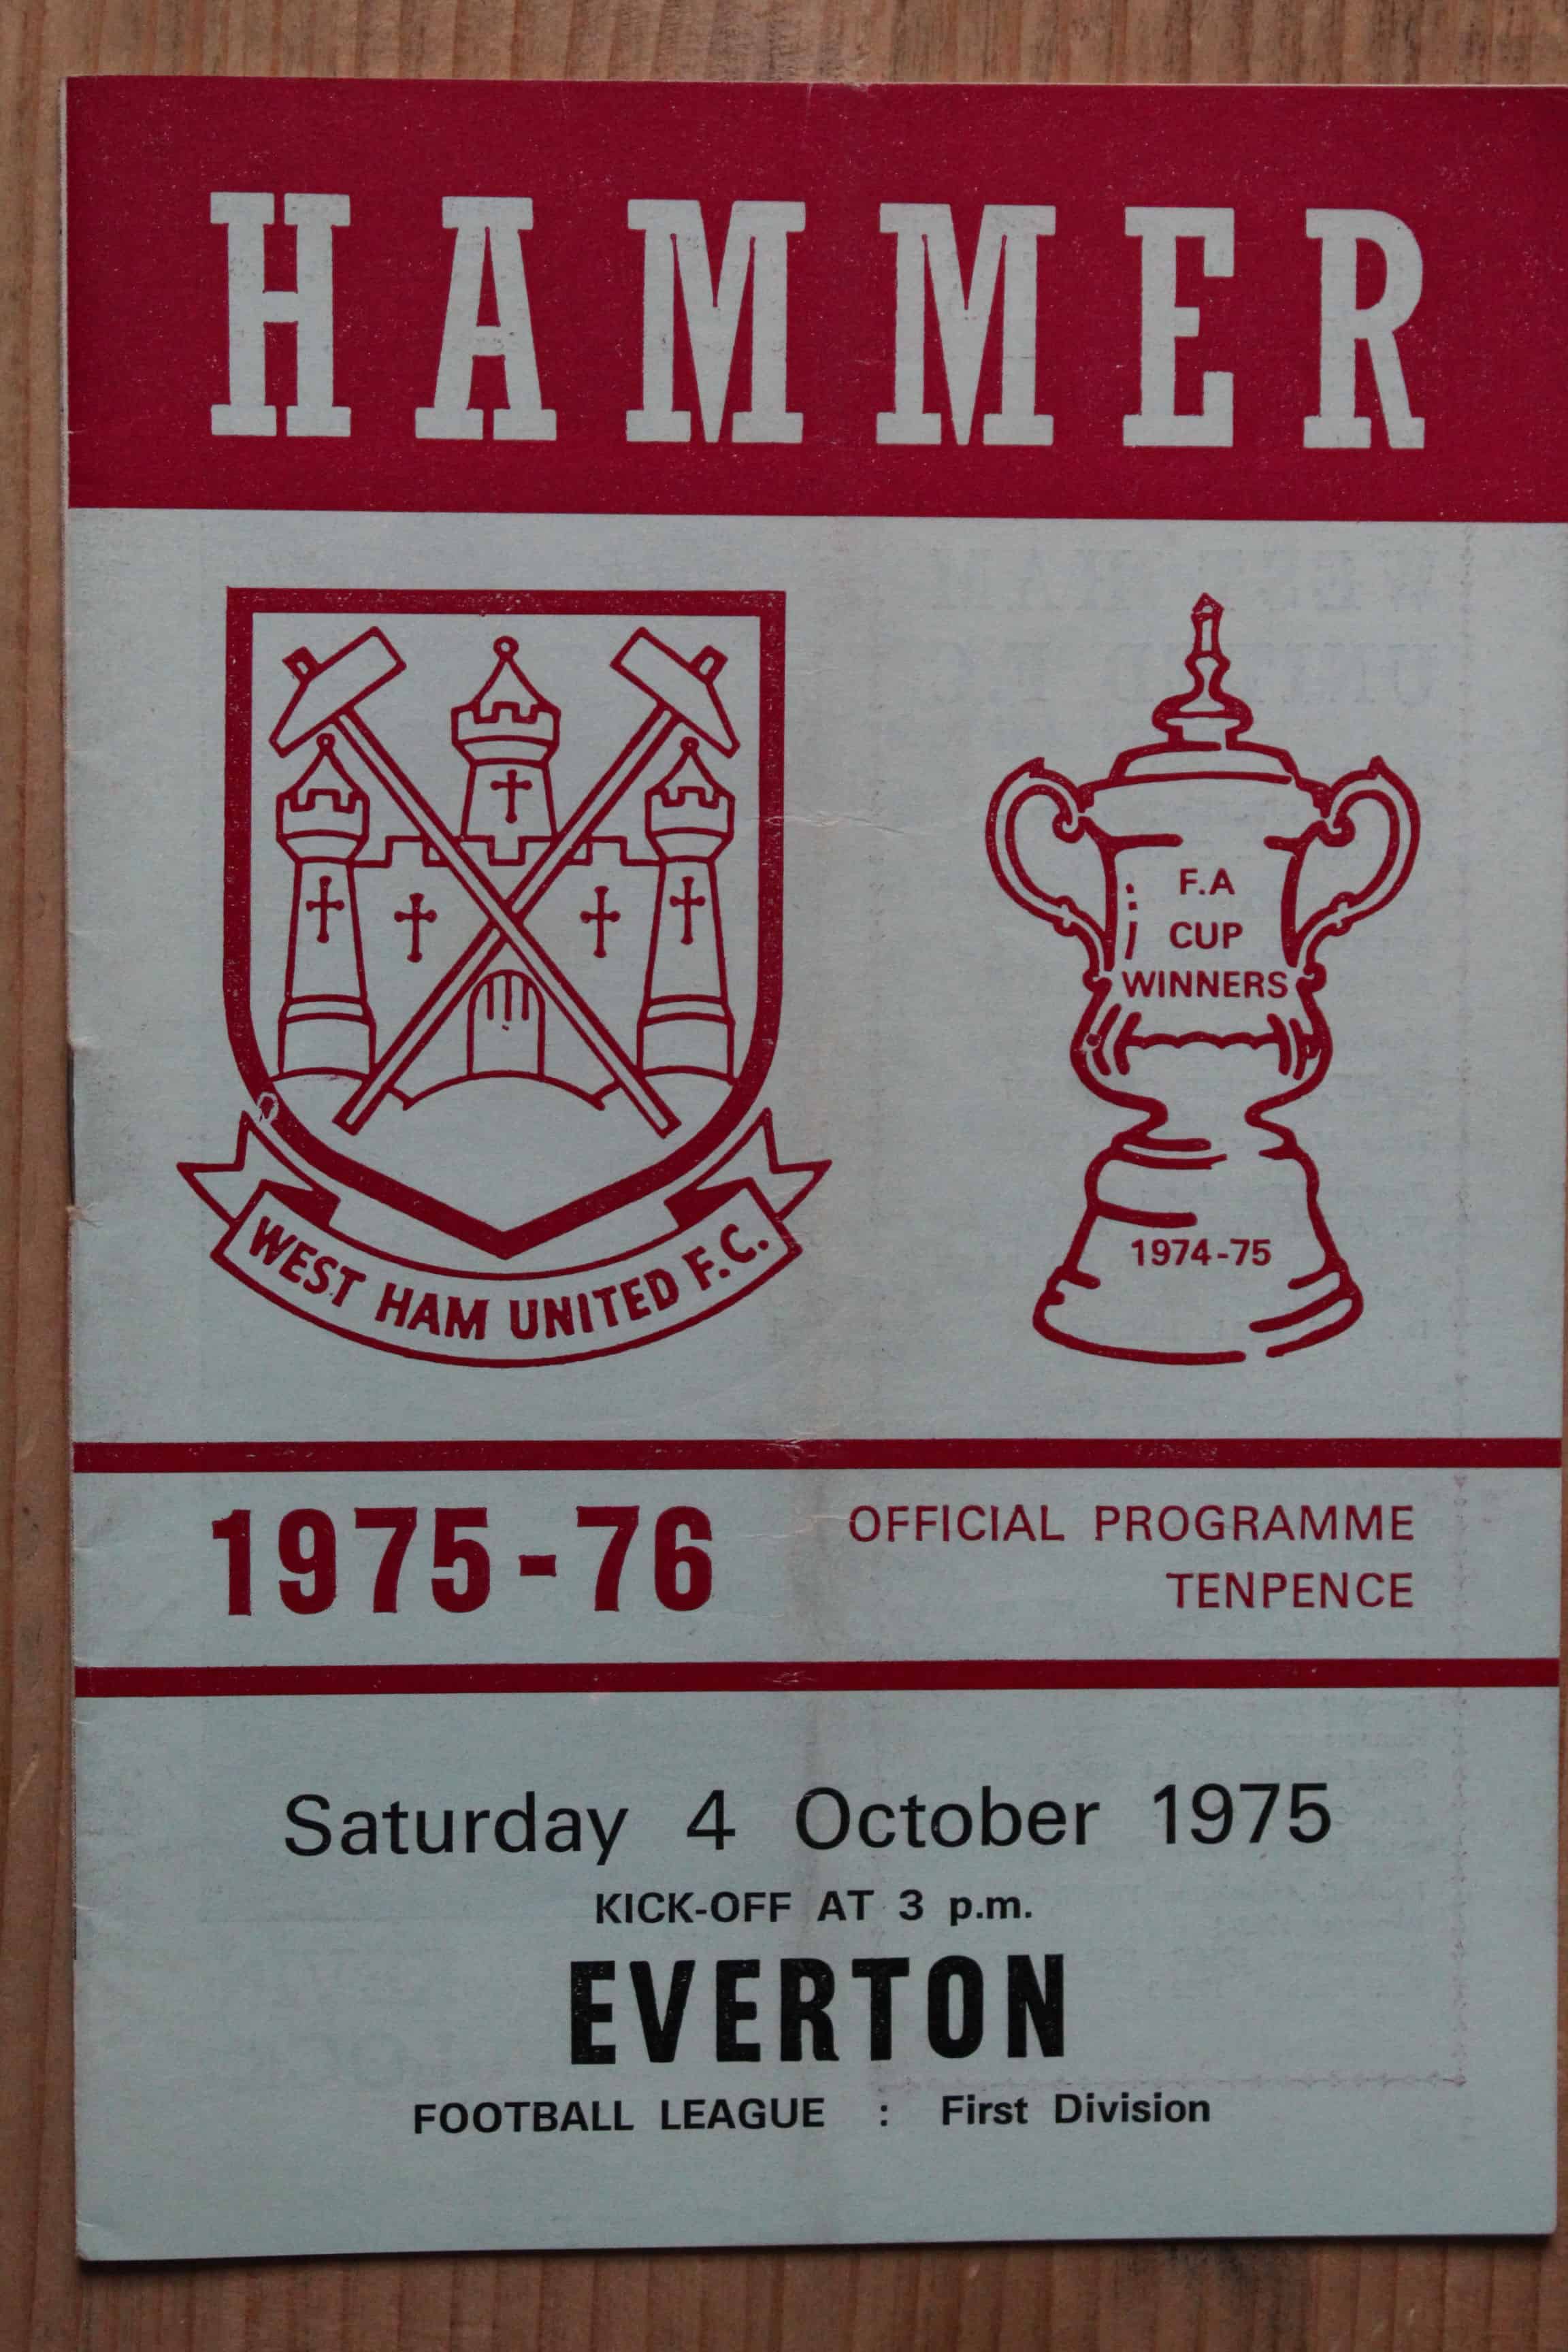 HAMMER
F.A
CUP
WINNERS
1974-75
WEST HAM UNITED F.C.
1975-76
OFFICIAL PROGRAMME
TENPENCE
Saturday 4 October 1975
KICK-OFF AT 3 p.m.
EVERTON
FOOTBALL LEAGUE : First Division